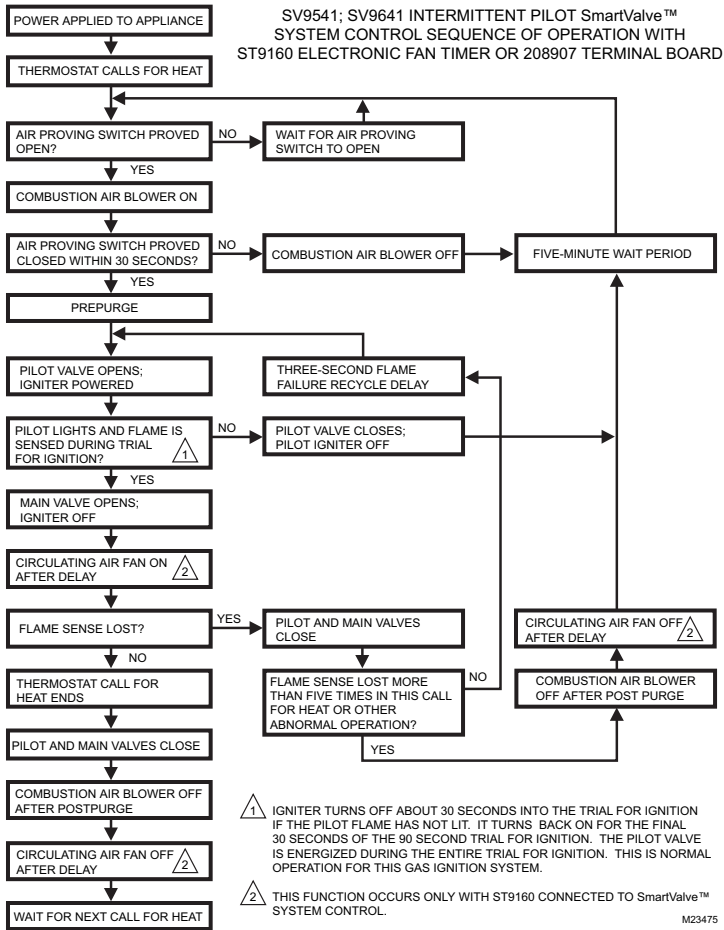 SV9541; SV9641 INTERMITTENT PILOT SmartValve™
SYSTEM CONTROL SEQUENCE OF OPERATION WITH
ST9160 ELECTRONIC FAN TIMER OR 208907 TERMINAL BOARD
POWER APPLIED TO APPLIANCE
THERMOSTAT CALLS FOR HEAT
AIR PROVING SWITCH PROVED
OPEN?
NO
WAIT FOR AIR PROVING
SWITCH TO OPEN
YES
COMBUSTION AIR BLOWER ON
AIR PROVING SWITCH PROVED
CLOSED WITHIN 30 SECONDS?
NO
COMBUSTION AIR BLOWER OFF
FIVE-MINUTE WAIT PERIOD
YES
PREPURGE
PILOT VALVE OPENS;
IGNITER POWERED
THREE-SECOND FLAME
FAILURE RECYCLE DELAY
PILOT LIGHTS AND FLAME IS
SENSED DURING TRIAL
FOR IGNITION?
1
NO
PILOT VALVE CLOSES;
PILOT IGNITER OFF
YES
MAIN VALVE OPENS;
IGNITER OFF
CIRCULATING AIR FAN ON
AFTER DELAY
2
FLAME SENSE LOST?
YES
PILOT AND MAIN VALVES
CLOSE
CIRCULATING AIR FAN OFF
AFTER DELAY
2
NO
THERMOSTAT CALL FOR
HEAT ENDS
FLAME SENSE LOST MORE
THAN FIVE TIMES IN THIS CALL
FOR HEAT OR OTHER
ABNORMAL OPERATION?
NO
COMBUSTION AIR BLOWER
OFF AFTER POST PURGE
YES
PILOT AND MAIN VALVES CLOSE
COMBUSTION AIR BLOWER OFF
AFTER POSTPURGE
CIRCULATING AIR FAN OFF
AFTER DELAY
2
WAIT FOR NEXT CALL FOR HEAT
1 IGNITER TURNS OFF ABOUT 30 SECONDS INTO THE TRIAL FOR IGNITION
IF THE PILOT FLAME HAS NOT LIT. IT TURNS BACK ON FOR THE FINAL
30 SECONDS OF THE 90 SECOND TRIAL FOR IGNITION. THE PILOT VALVE
IS ENERGIZED DURING THE ENTIRE TRIAL FOR IGNITION. THIS IS NORMAL
OPERATION FOR THIS GAS IGNITION SYSTEM.
2 THIS FUNCTION OCCURS ONLY WITH ST9160 CONNECTED TO SmartValve™
SYSTEM CONTROL.
M23475